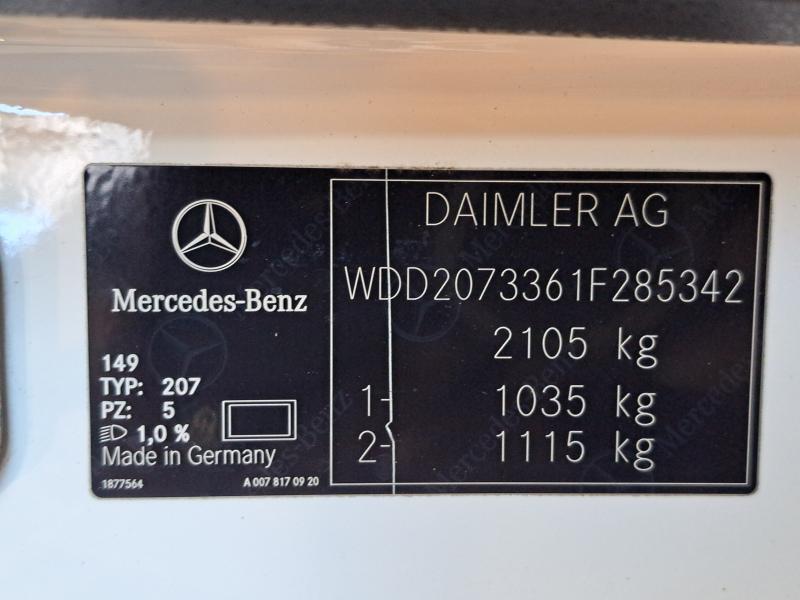 Mercedes-Benz
149
TYP: 207
PZ: 5
1,0 %
Made in Germany
1877564
A 007 817 09 20
DAIMLER AG
WDD2073361F285342
2105 kg
1- 1035 kg
2- 1115 kg